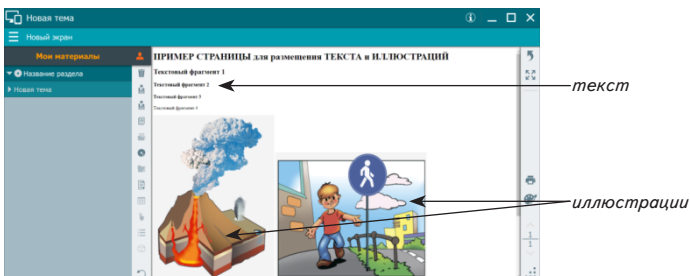 Новая тема
Новый экран
Мои материалы
Название раздела
Новая тема
ПРИМЕР СТРАНИЦЫ для размещения ТЕКСТА и ИЛЛЮСТРАЦИЙ
Текстовый фрагмент 1
Текстовый фрагмент 2
Текстовый фрагмент 3
Текстовый фрагмент 4
текст
иллюстрации
1
1